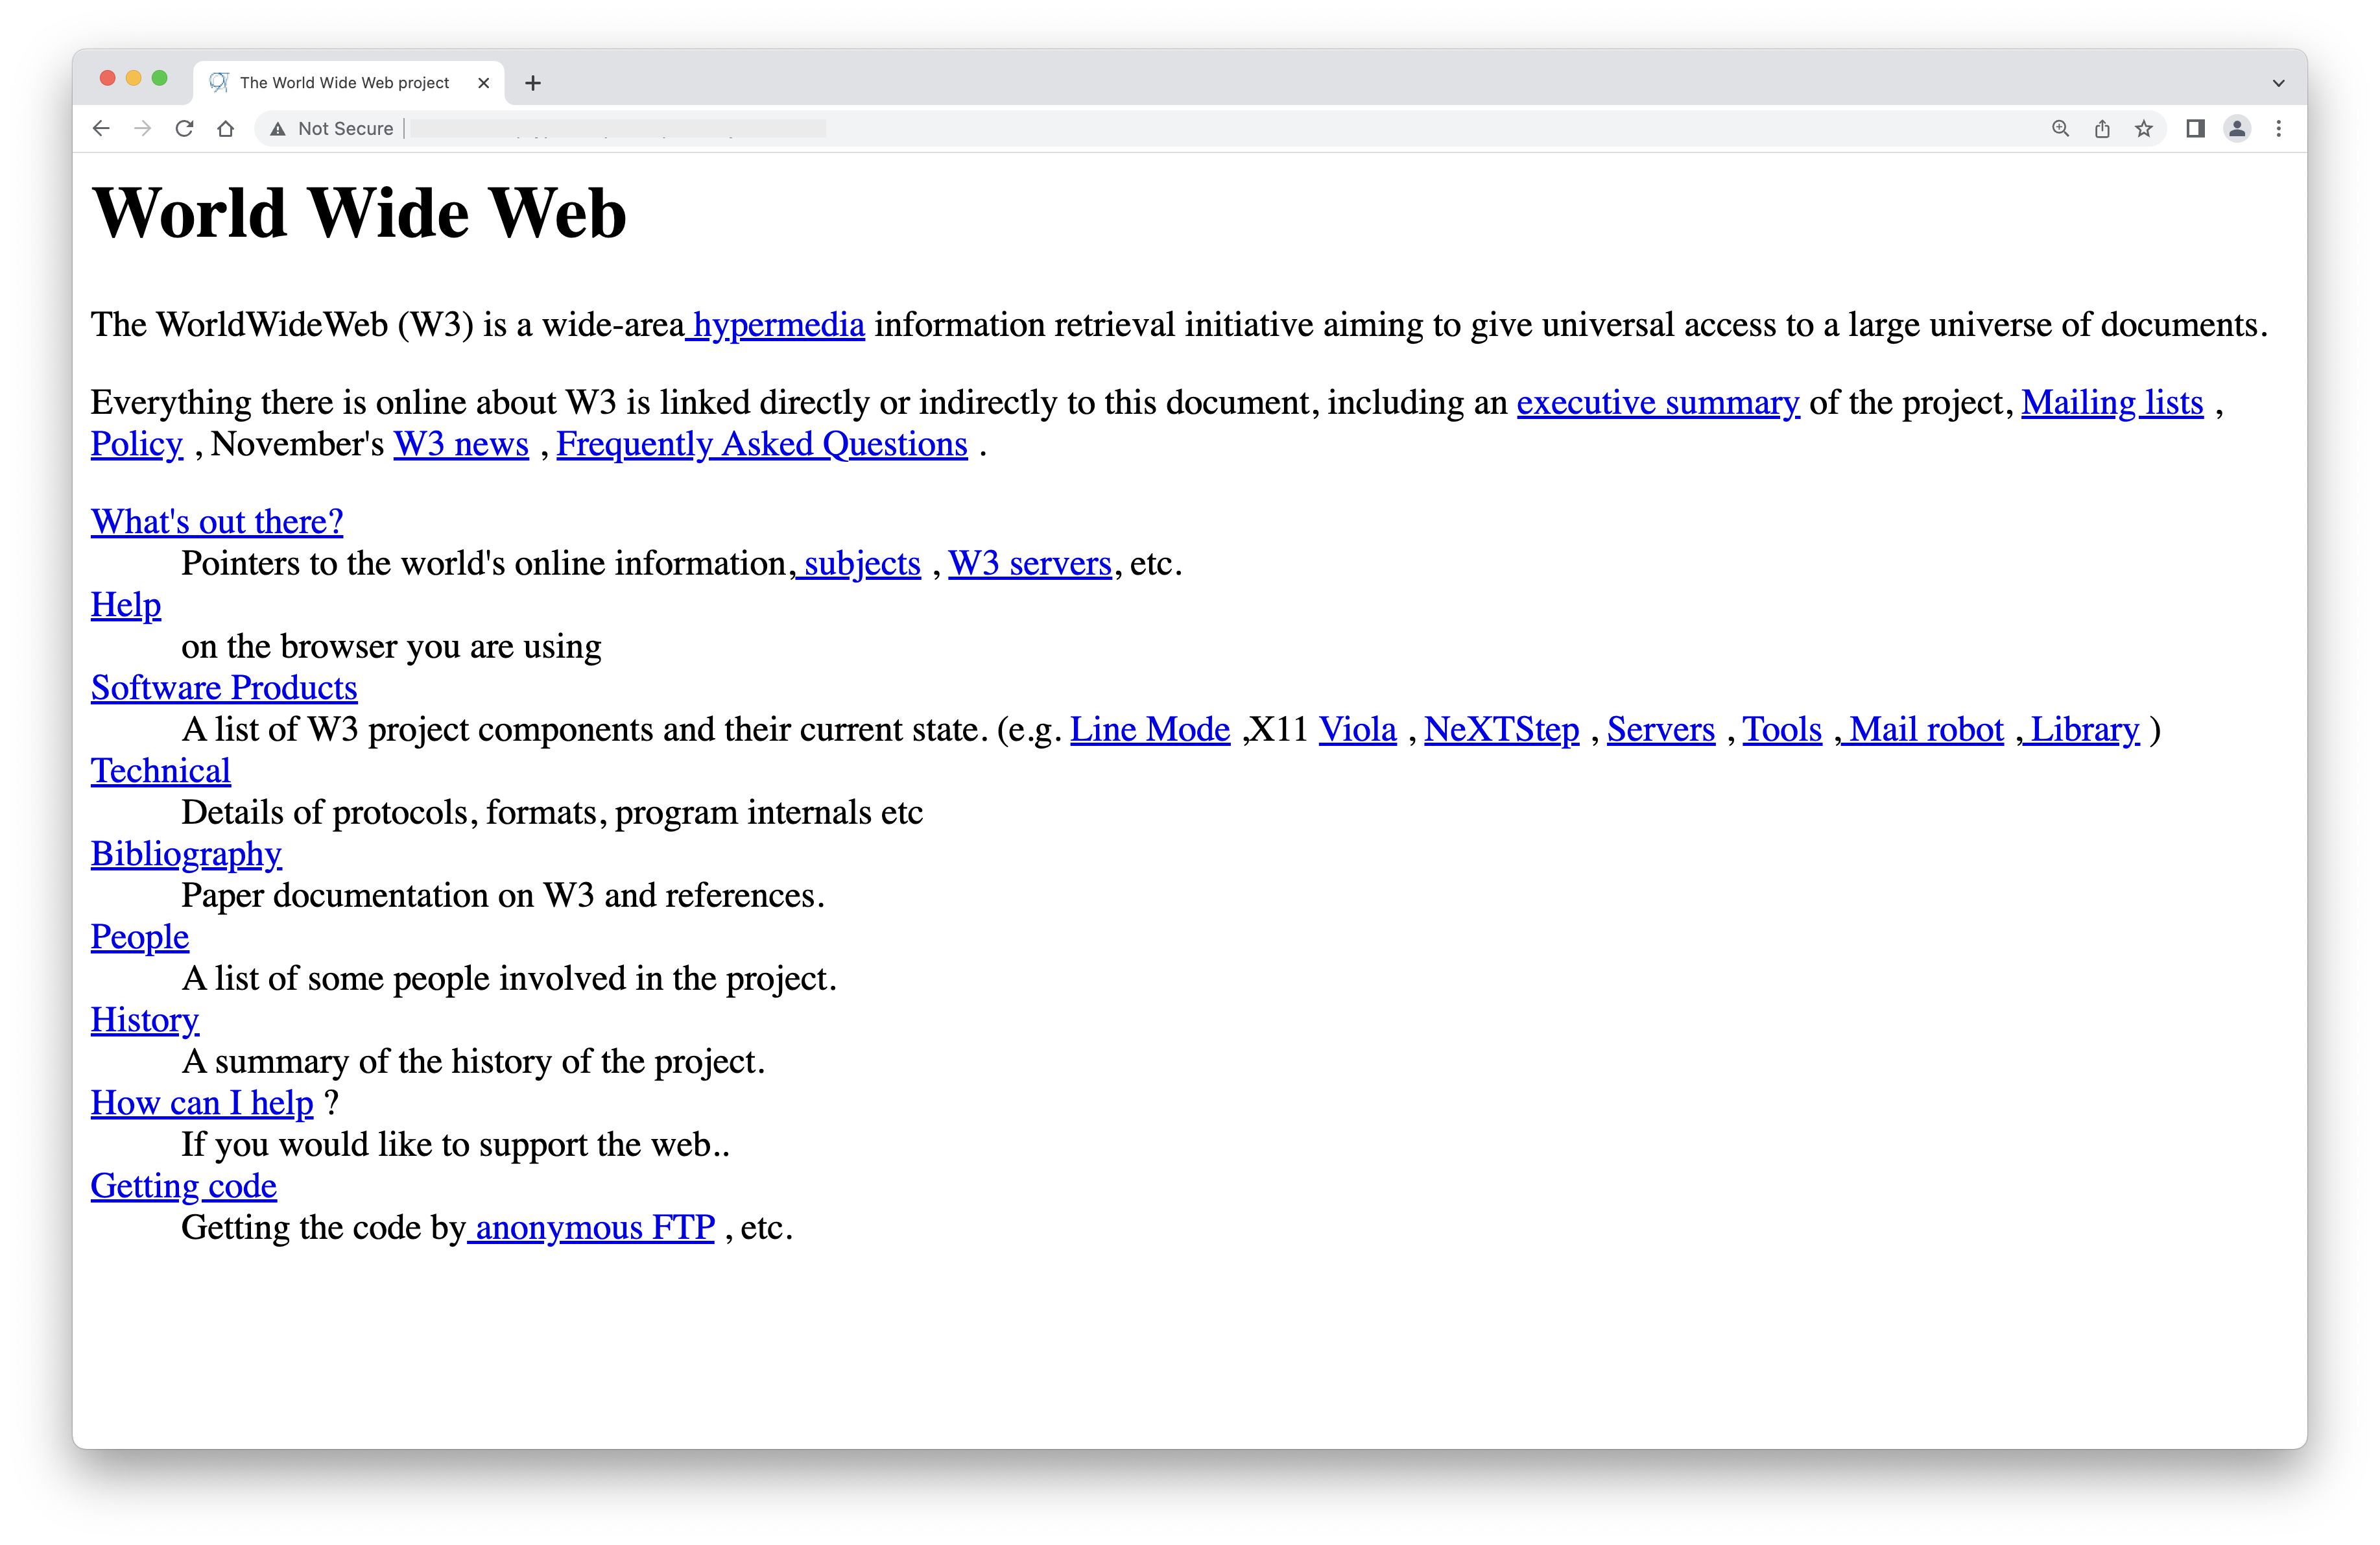 The World Wide Web project
Not Secure
World Wide Web
The WorldWideWeb (W3) is a wide-area hypermedia information retrieval initiative aiming to give universal access to a large universe of documents.
Everything there is online about W3 is linked directly or indirectly to this document, including an executive summary of the project, Mailing lists ,
Policy , November's W3 news , Frequently Asked Questions .
What's out there?
Pointers to the world's online information, subjects , W3 servers, etc.
Help
on the browser you are using
Software Products
A list of W3 project components and their current state. (e.g. Line Mode ,X11 Viola , NeXTStep , Servers , Tools , Mail robot , Library )
Technical
Details of protocols, formats, program internals etc
Bibliography
Paper documentation on W3 and references.
People
A list of some people involved in the project.
History
A summary of the history of the project.
How can I help ?
If you would like to support the web..
Getting code
Getting the code by anonymous FTP , etc.